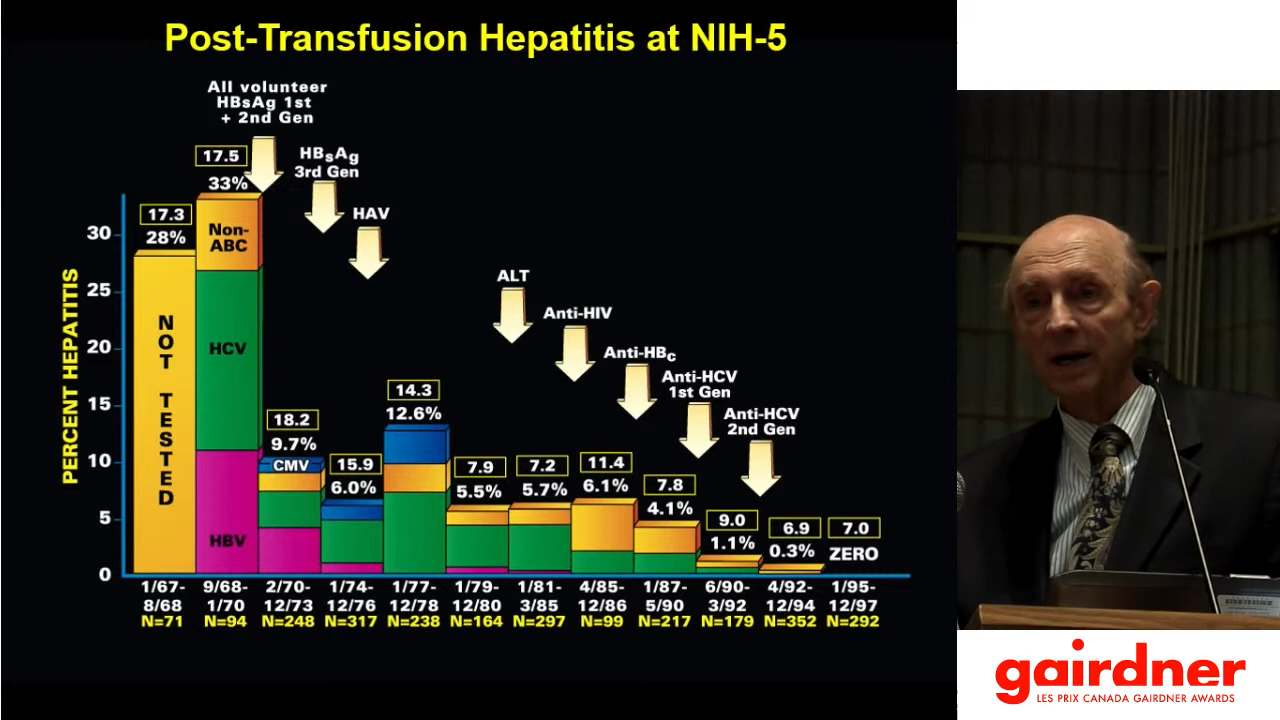 Post-Transfusion Hepatitis at NIH-5
All volunteer
HBsAg 1st
+ 2nd Gen
HBsAg
3rd Gen
HAV
ALT
Anti-HIV
Anti-HBc
Anti-HCV
1st Gen
Anti-HCV
2nd Gen
PERCENT HEPATITIS
30
25
20
15
10
5
0
17.3
28%
NOT TESTED
17.5
33%
Non-
ABC
HCV
HBV
18.2
9.7%
CMV
15.9
6.0%
14.3
12.6%
7.9
5.5%
7.2
5.7%
11.4
6.1%
7.8
4.1%
9.0
1.1%
6.9
0.3%
7.0
ZERO
1/67- 9/68- 2/70- 1/74- 1/77- 1/79- 1/81- 4/85- 1/87- 6/90- 4/92- 1/95-
8/68 1/70 12/73 12/76 12/78 12/80 3/85 12/86 5/90 3/92 12/94 12/97
N=71 N=94 N=248 N=317 N=238 N=164 N=297 N=99 N=217 N=179 N=352 N=292
gairdner
LES PRIX CANADA GAIRDNER AWARDS